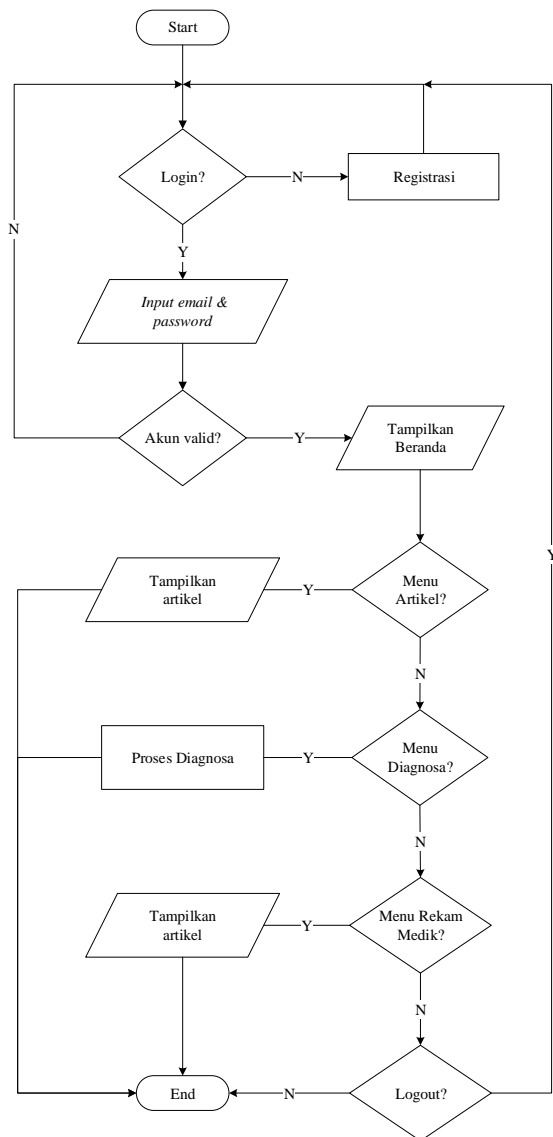 Start
Login?
N
Registrasi
N
Y
Input email &
password
Akun valid?
Y
Tampilkan
Beranda
Y
Tampilkan
artikel
Y
Menu
Artikel?
N
Proses Diagnosa
Y
Menu
Diagnosa?
N
Tampilkan
artikel
Y
Menu Rekam
Medik?
N
End
N
Logout?